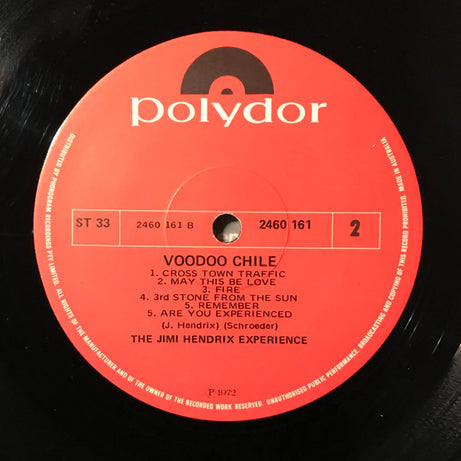 polydor
ST 33
2460 161 B
2460 161
2
VOODOO CHILE
1. CROSS TOWN TRAFFIC
2. MAY THIS BE LOVE
3. FIRE
4. 3rd STONE FROM THE SUN
5. REMEMBER
5. ARE YOU EXPERIENCED
(J. Hendrix) (Schroeder)
THE JIMI HENDRIX EXPERIENCE
℗ 1972
DISTRIBUTED BY PHONOGRAM RECORDINGS PTY LIMITED. ALL RIGHTS OF THE MANUFACTURER AND OF THE OWNER OF THE RECORDED WORK RESERVED. UNAUTHORISED PUBLIC PERFORMANCE, BROADCASTING AND COPYING OF THIS RECORD PROHIBITED. MADE IN AUSTRALIA